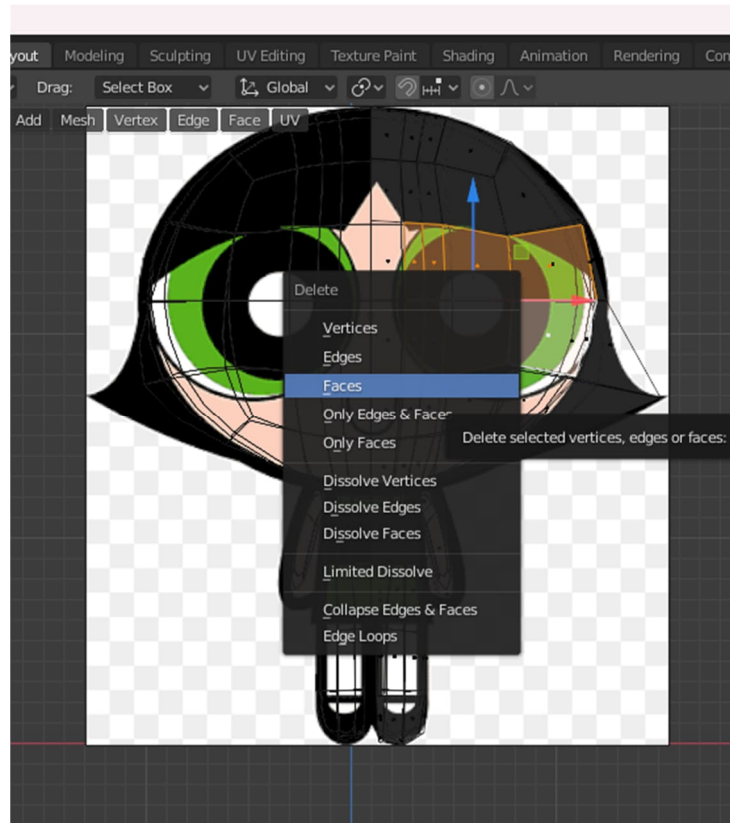 yout Modeling Sculpting UV Editing Texture Paint Shading Animation Rendering Con
Drag: Select Box Global
Add Mesh Vertex Edge Face UV
Delete
Vertices
Edges
Faces
Only Edges & Faces
Only Faces
Delete selected vertices, edges or faces:
Dissolve Vertices
Dissolve Edges
Dissolve Faces
Limited Dissolve
Collapse Edges & Faces
Edge Loops